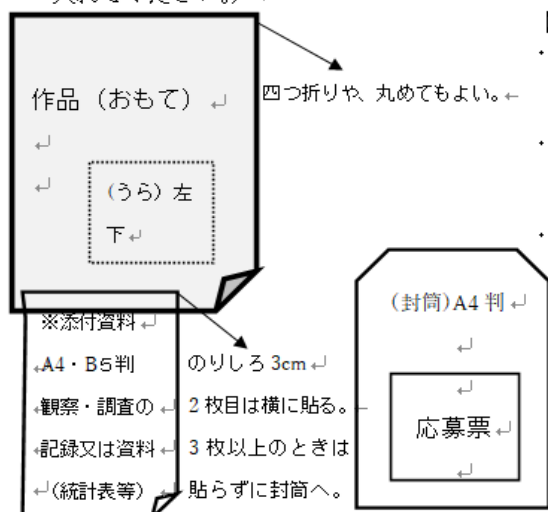 作品（おもて）
四つ折りや、丸めてもよい。
(うら）左
下
※添付資料
A4・B5判
観察・調査の
記録又は資料
(統計表等）
のりしろ3cm
2枚目は横に貼る。
3枚以上のときは
貼らずに封筒へ。
(封筒)A4判
応募票